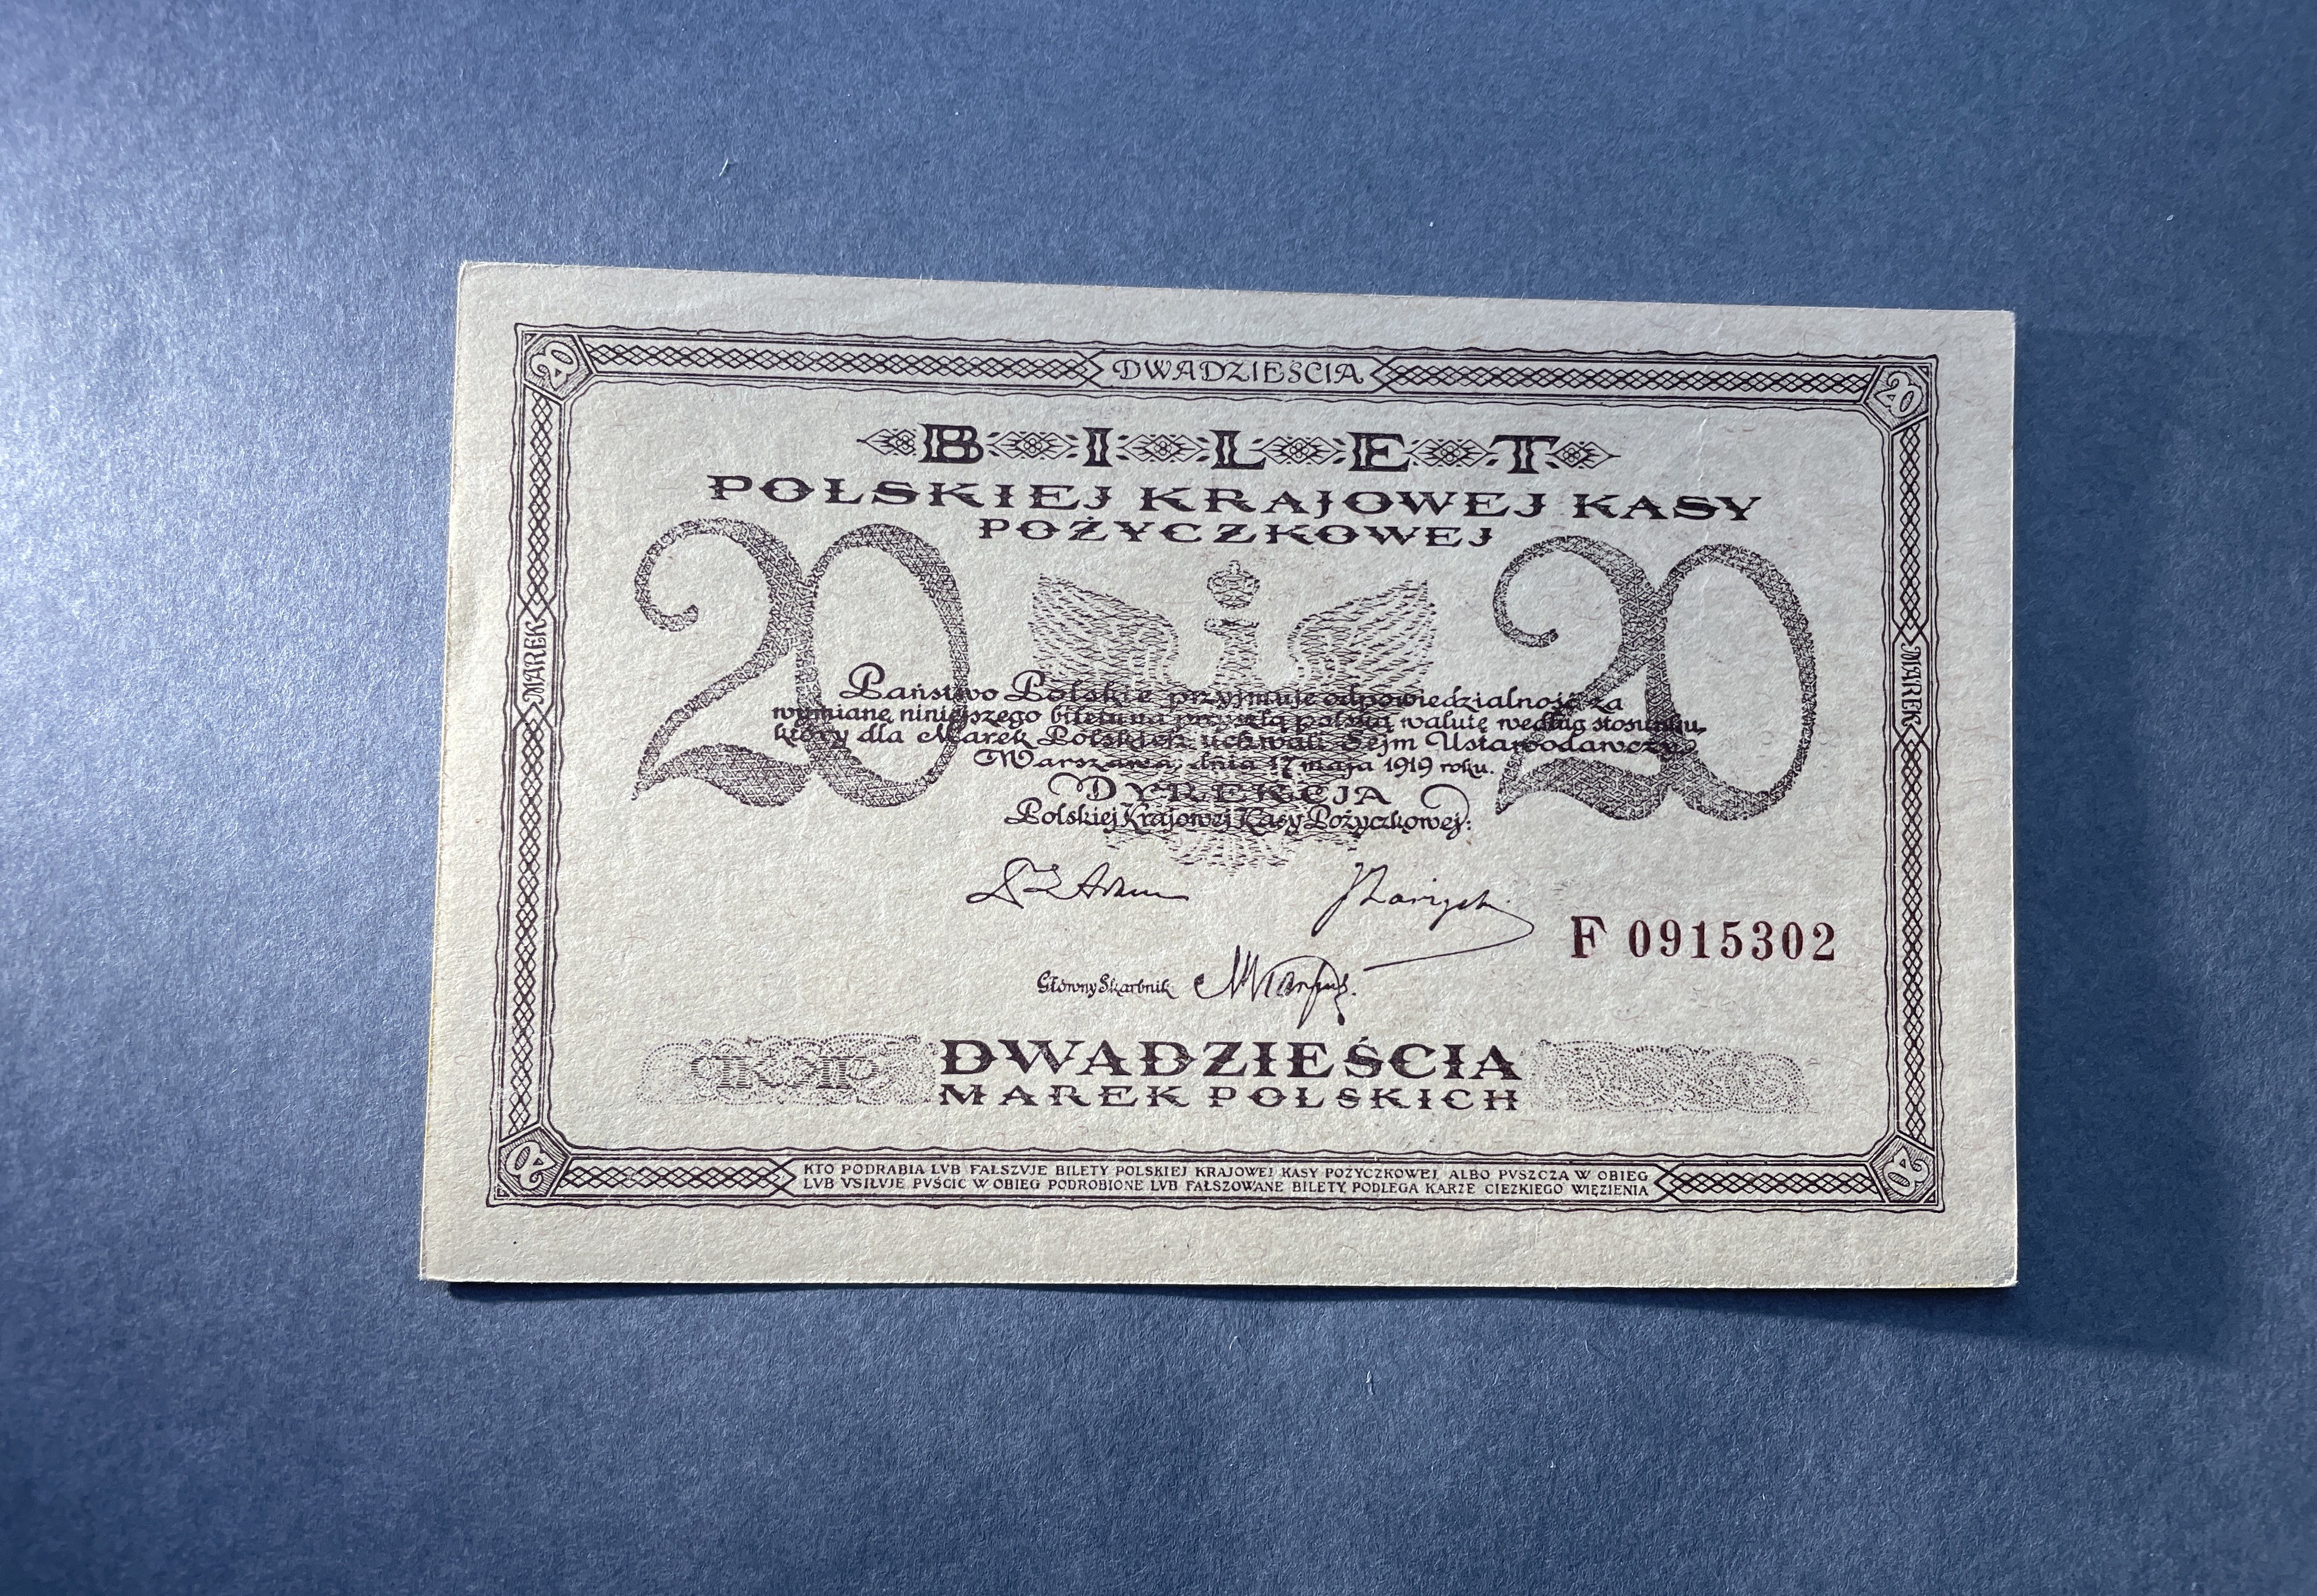 20 DWADZIEŚCIA 20
BILET
POLSKIEJ KRAJOWEJ KASY
POŻYCZKOWEJ
20 20
MAREK
MAREK
Państwo Polskie przyjmuje odpowiedzialność za
wymianę niniejszego biletu na przyszłą polską walutę według stosunku,
który dla Marek Polskich uchwali Sejm Ustawodawczy.
Warszawa, dnia 17 maja 1919 roku.
DYREKCJA
Polskiej Krajowej Kasy Pożyczkowej:
F 0915302
Główny Skarbnik
DWADZIEŚCIA
MAREK POLSKICH
20 20
KTO PODRABIA LVB FAŁSZVJE BILETY POLSKIEJ KRAJOWEJ KASY POŻYCZKOWEJ ALBO PVSZCZA W OBIEG
LVB VSIŁVJE PVŚCIĆ W OBIEG PODROBIONE LVB FAŁSZOWANE BILETY, PODLEGA KARZE CIĘŻKIEGO WIĘZIENIA